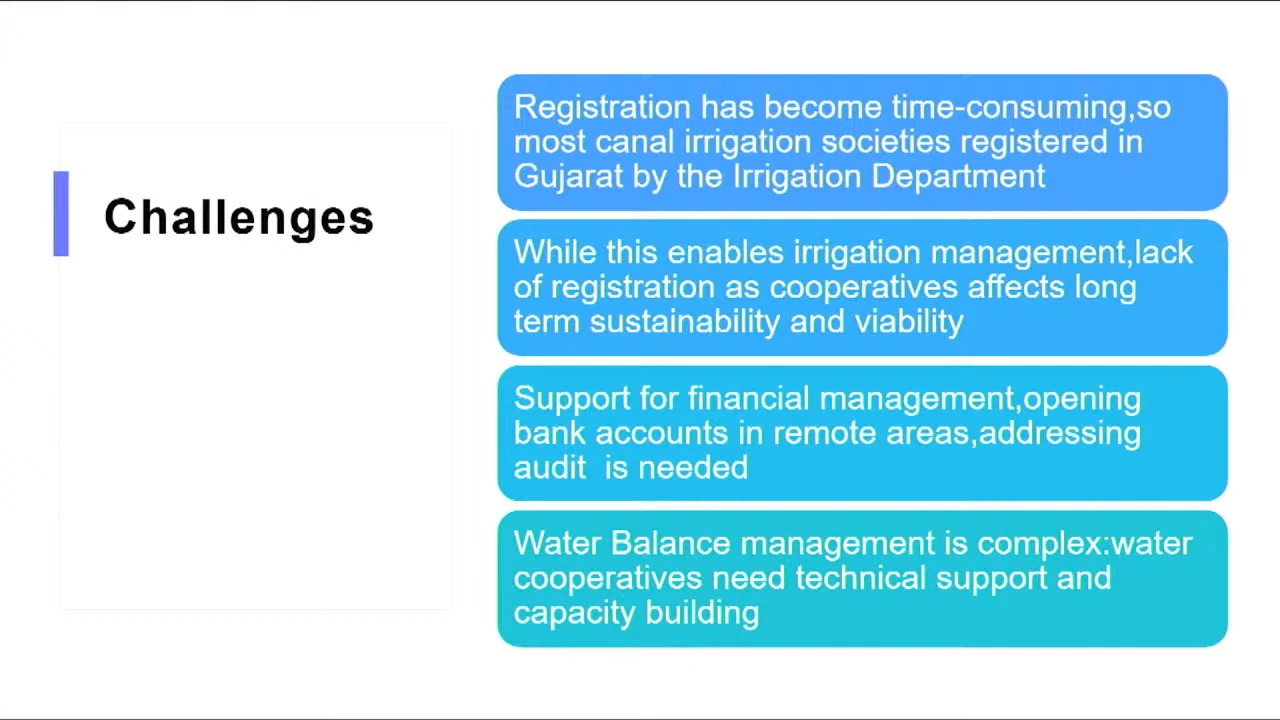 Challenges
Registration has become time-consuming,so
most canal irrigation societies registered in
Gujarat by the Irrigation Department
While this enables irrigation management,lack
of registration as cooperatives affects long
term sustainability and viability
Support for financial management,opening
bank accounts in remote areas,addressing
audit  is needed
Water Balance management is complex:water
cooperatives need technical support and
capacity building